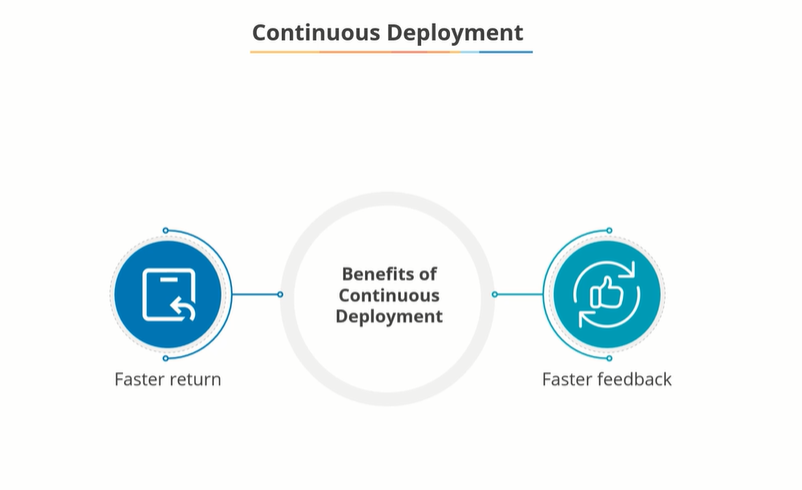 Continuous Deployment
Benefits of
Continuous
Deployment
Faster return
Faster feedback